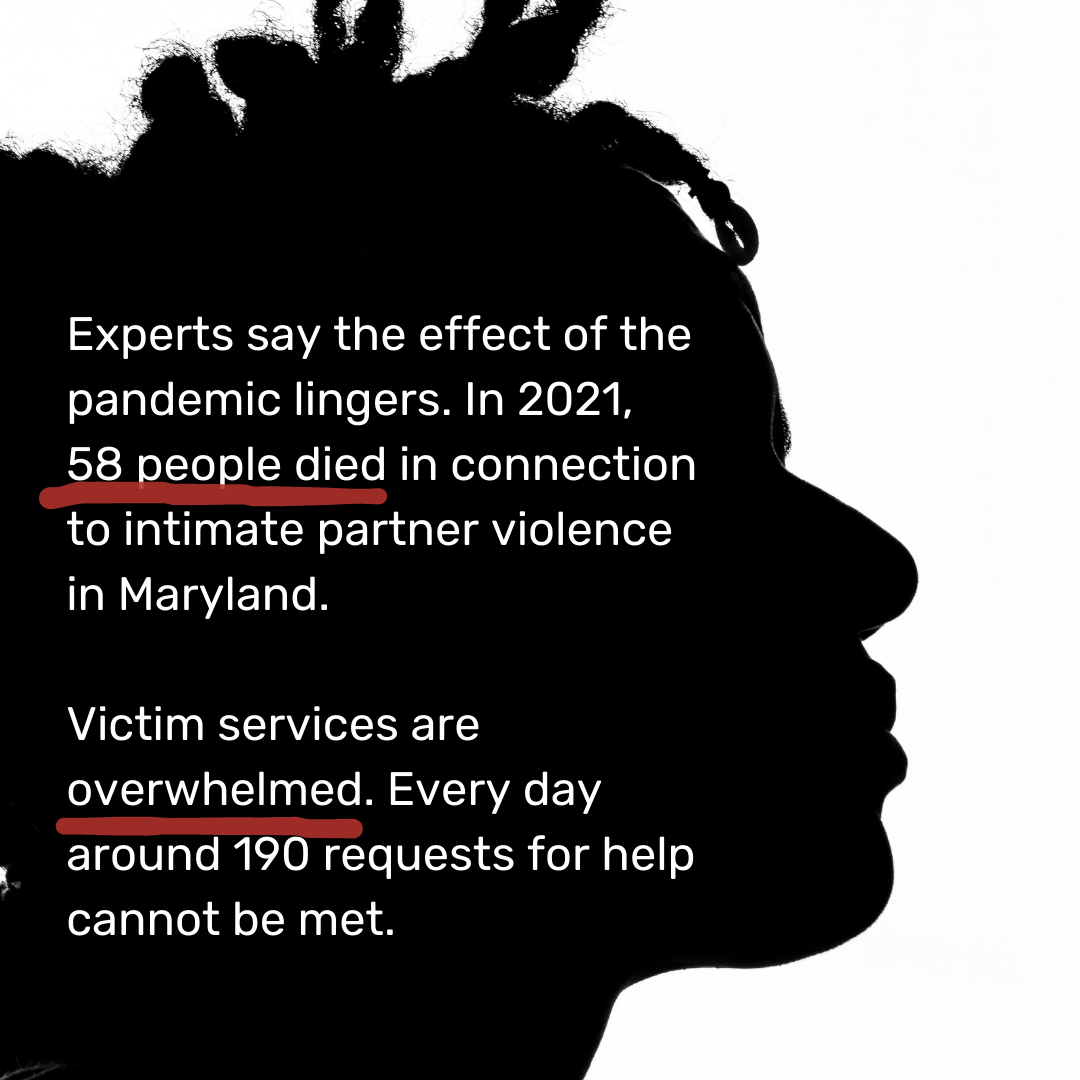 Experts say the effect of the
pandemic lingers. In 2021,
58 people died in connection
to intimate partner violence
in Maryland.
Victim services are
overwhelmed. Every day
around 190 requests for help
cannot be met.